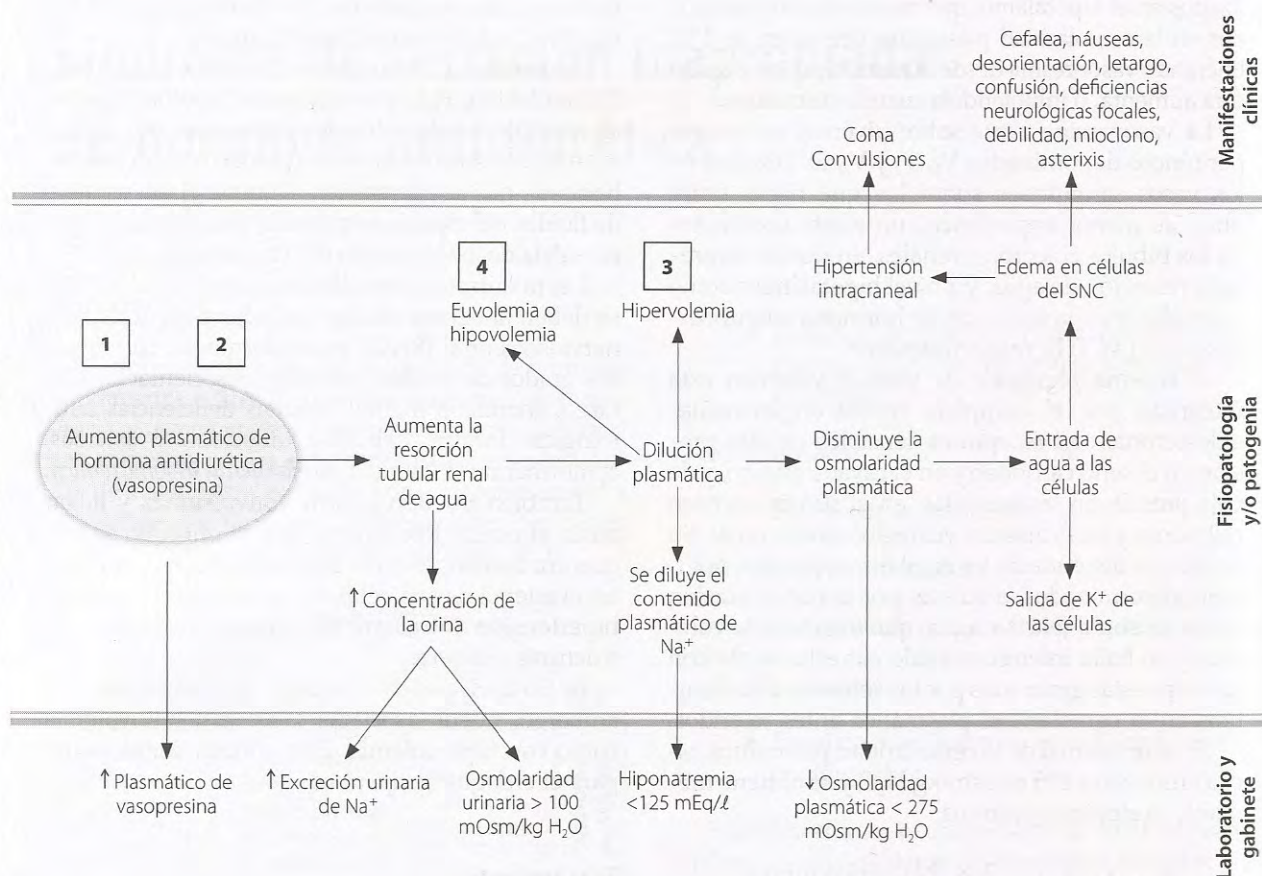 Cefalea, náuseas,
desorientación, letargo,
confusión, deficiencias
neurológicas focales,
debilidad, mioclono,
asterixis
Coma
Convulsiones
Manifestaciones
clínicas
4
Euvolemia o
hipovolemia
3
Hipervolemia
Hipertensión
intracraneal
Edema en células
del SNC
1
2
Aumento plasmático de
hormona antidiurética
(vasopresina)
Aumenta la
resorción
tubular renal
de agua
Dilución
plasmática
Disminuye la
osmolaridad
plasmática
Entrada de
agua a las
células
↑ Concentración de
la orina
Se diluye el
contenido
plasmático de
Na+
Salida de K+ de
las células
Fisiopatología
y/o patogenia
↑ Plasmático de
vasopresina
↑ Excreción urinaria
de Na+
Osmolaridad
urinaria > 100
mOsm/kg H₂O
Hiponatremia
<125 mEq/ℓ
↓ Osmolaridad
plasmática < 275
mOsm/kg H₂O
Laboratorio y
gabinete